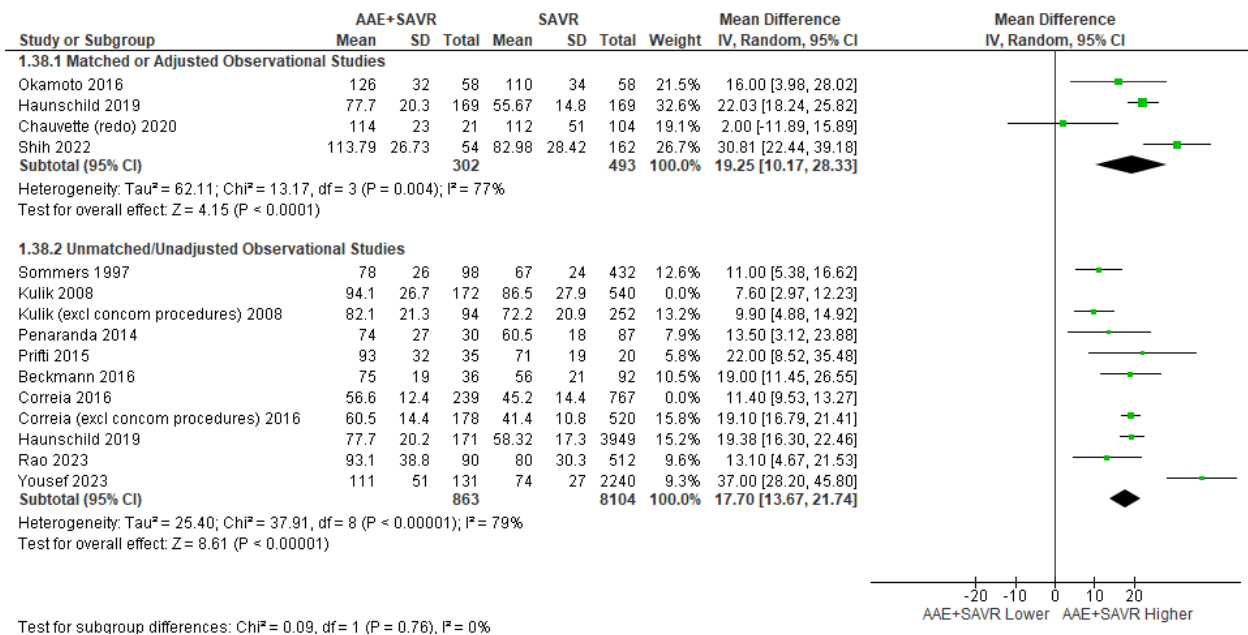 AAE+SAVR SAVR Mean Difference Mean Difference
Study or Subgroup Mean SD Total Mean SD Total Weight IV, Random, 95% CI IV, Random, 95% CI
1.38.1 Matched or Adjusted Observational Studies
Okamoto 2016 126 32 58 110 34 58 21.5% 16.00 [3.98, 28.02]
Haunschild 2019 77.7 20.3 169 55.67 14.8 169 32.6% 22.03 [18.24, 25.82]
Chauvette (redo) 2020 114 23 21 112 51 104 19.1% 2.00 [-11.89, 15.89]
Shih 2022 113.79 26.73 54 82.98 28.42 162 26.7% 30.81 [22.44, 39.18]
Subtotal (95% CI) 302 493 100.0% 19.25 [10.17, 28.33]
Heterogeneity: Tau² = 62.11; Chi² = 13.17, df = 3 (P = 0.004); I² = 77%
Test for overall effect: Z = 4.15 (P < 0.0001)
1.38.2 Unmatched/Unadjusted Observational Studies
Sommers 1997 78 26 98 67 24 432 12.6% 11.00 [5.38, 16.62]
Kulik 2008 94.1 26.7 172 86.5 27.9 540 0.0% 7.60 [2.97, 12.23]
Kulik (excl concom procedures) 2008 82.1 21.3 94 72.2 20.9 252 13.2% 9.90 [4.88, 14.92]
Penaranda 2014 74 27 30 60.5 18 87 7.9% 13.50 [3.12, 23.88]
Prifti 2015 93 32 35 71 19 20 5.8% 22.00 [8.52, 35.48]
Beckmann 2016 75 19 36 56 21 92 10.5% 19.00 [11.45, 26.55]
Correia 2016 56.6 12.4 239 45.2 14.4 767 0.0% 11.40 [9.53, 13.27]
Correia (excl concom procedures) 2016 60.5 14.4 178 41.4 10.8 520 15.8% 19.10 [16.79, 21.41]
Haunschild 2019 77.7 20.2 171 58.32 17.3 3949 15.2% 19.38 [16.30, 22.46]
Rao 2023 93.1 38.8 90 80 30.3 512 9.6% 13.10 [4.67, 21.53]
Yousef 2023 111 51 131 74 27 2240 9.3% 37.00 [28.20, 45.80]
Subtotal (95% CI) 863 8104 100.0% 17.70 [13.67, 21.74]
Heterogeneity: Tau² = 25.40; Chi² = 37.91, df = 8 (P < 0.00001); I² = 79%
Test for overall effect: Z = 8.61 (P < 0.00001)
-20 -10 0 10 20
AAE+SAVR Lower AAE+SAVR Higher
Test for subgroup differences: Chi² = 0.09, df = 1 (P = 0.76), I² = 0%